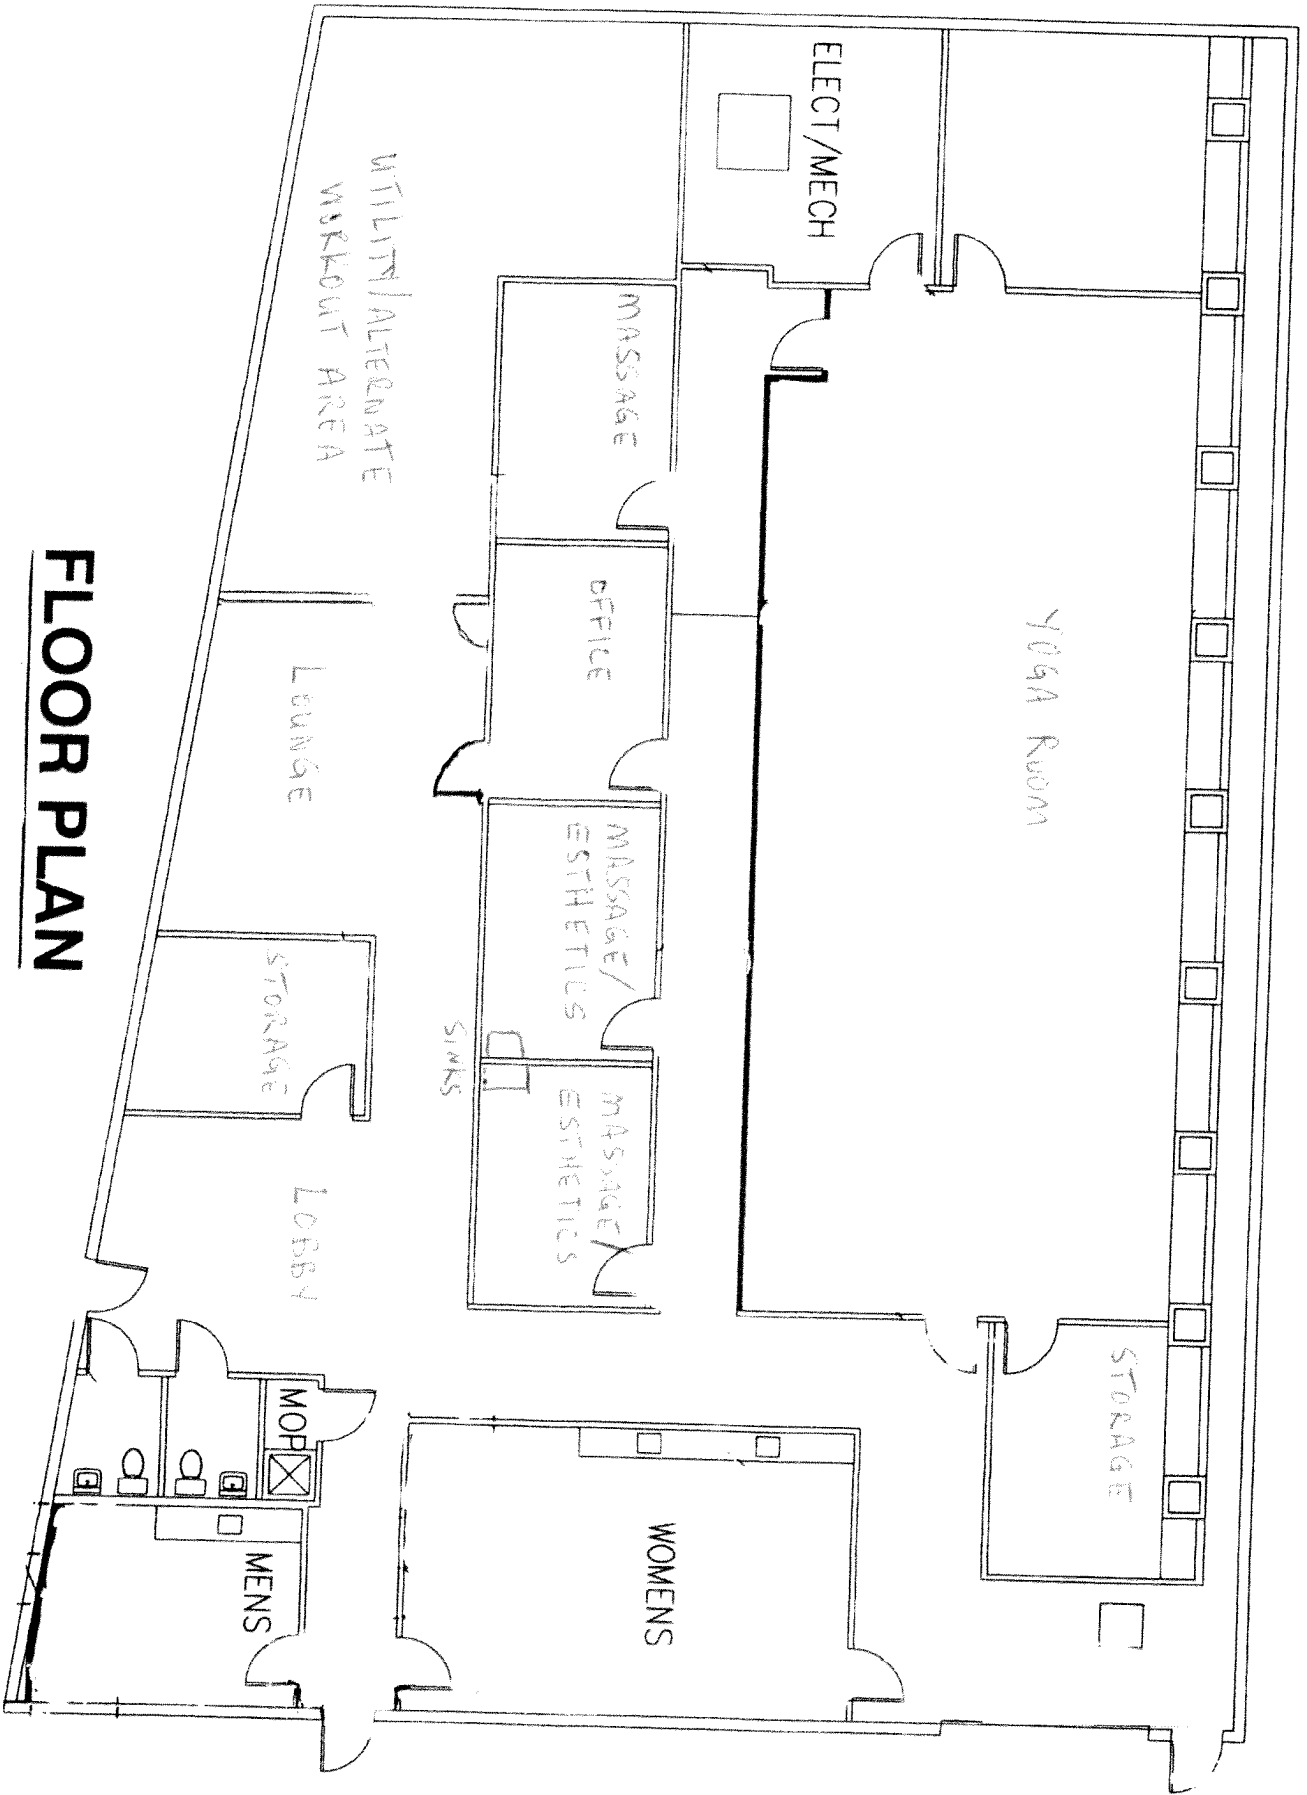 ELECT/MECH
YOGA ROOM
STORAGE
MASSAGE
OFFICE
MASSAGE/
ESTHETICS
MASSAGE/
ESTHETICS
SINKS
WOMENS
UTILITY/ALTERNATE
WORKOUT AREA
LOUNGE
STORAGE
LOBBY
MOP
MENS
FLOOR PLAN